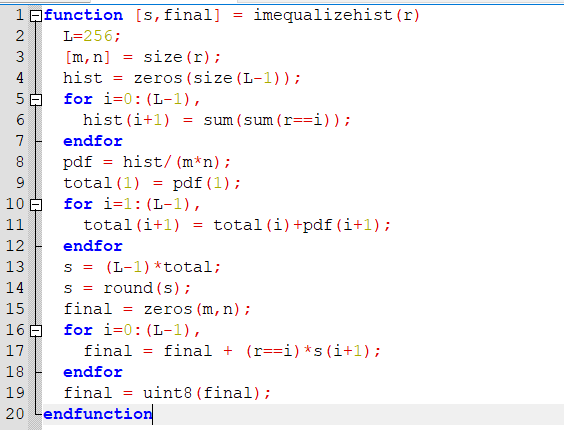 1 function [s,final] = imequalizehist(r)
2 L=256;
3 [m,n] = size(r);
4 hist = zeros(size(L-1));
5 for i=0:(L-1),
6 hist(i+1) = sum(sum(r==i));
7 endfor
8 pdf = hist/(m*n);
9 total(1) = pdf(1);
10 for i=1:(L-1),
11 total(i+1) = total(i)+pdf(i+1);
12 endfor
13 s = (L-1)*total;
14 s = round(s);
15 final = zeros(m,n);
16 for i=0:(L-1),
17 final = final + (r==i)*s(i+1);
18 endfor
19 final = uint8(final);
20 endfunction